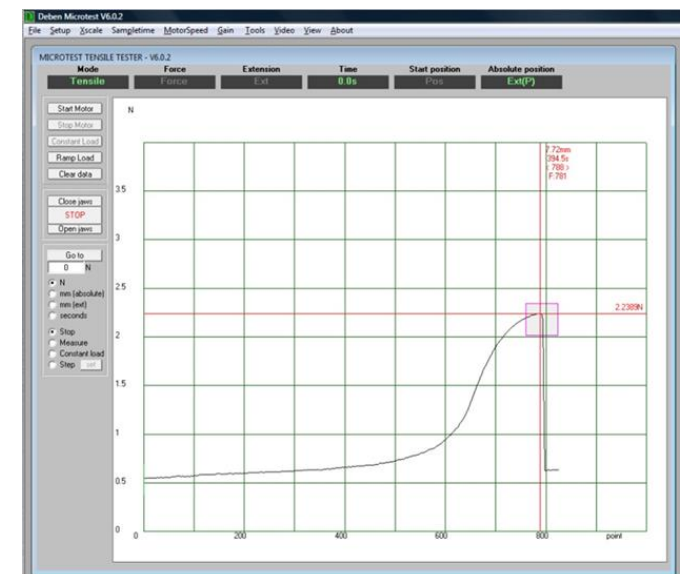 Deben Microtest V6.0.2
File Setup Xscale Sampletime MotorSpeed Gain Tools Video View About
MICROTEST TENSILE TESTER - V6.0.2
Mode Force Extension Time Start position Absolute position
Tensile Force Ext 0.0s Pos Ext(P)
Start Motor
Stop Motor
Constant Load
Ramp Load
Clear data
Close jaws
STOP
Open jaws
Go to
0 N
N
mm (absolute)
mm (ext)
seconds
Stop
Measure
Constant load
Step set
N
7.72mm
394.5s
< 788 >
F:781
3.5
3
2.5
2.2389N
2
1.5
1
0.5
0
0 200 400 600 800 point